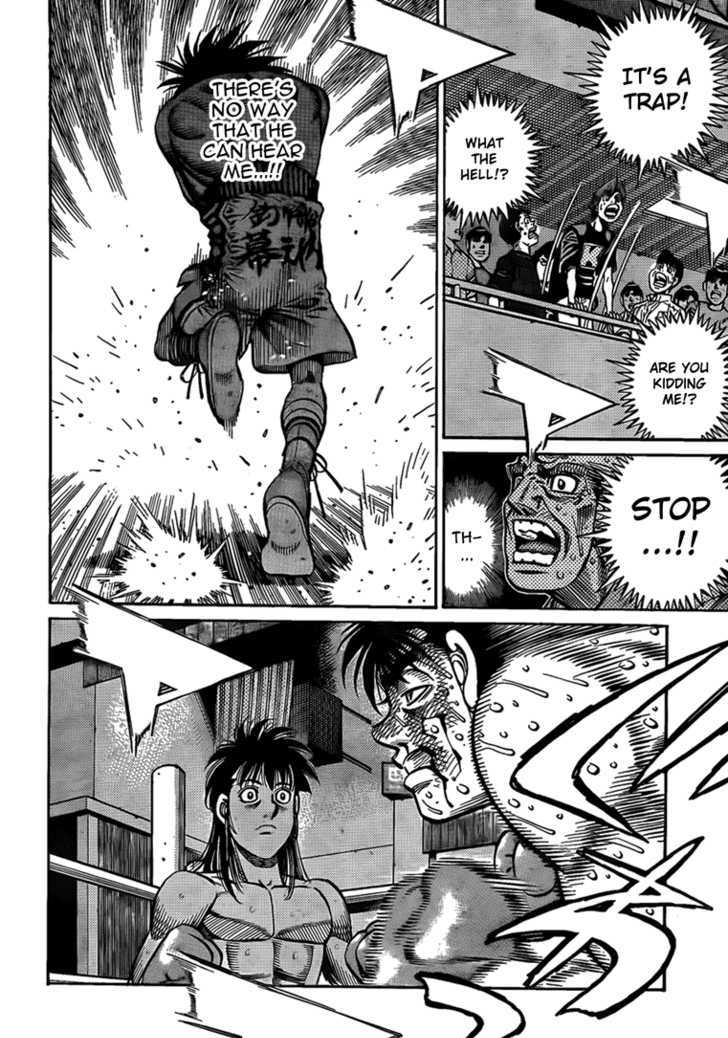 IT'S A
TRAP!
WHAT
THE
HELL!?
ARE YOU
KIDDING
ME!?
THERE'S
NO WAY
THAT HE
CAN HEAR
ME...!!
STOP
...!!
TH-
...